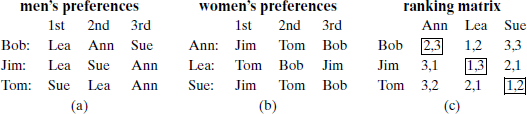 men's preferences women's preferences ranking matrix
1st 2nd 3rd 1st 2nd 3rd Ann Lea Sue
Bob: Lea Ann Sue Ann: Jim Tom Bob Bob 2,3 1,2 3,3
Jim: Lea Sue Ann Lea: Tom Bob Jim Jim 3,1 1,3 2,1
Tom: Sue Lea Ann Sue: Jim Tom Bob Tom 3,2 2,1 1,2
(a) (b) (c)